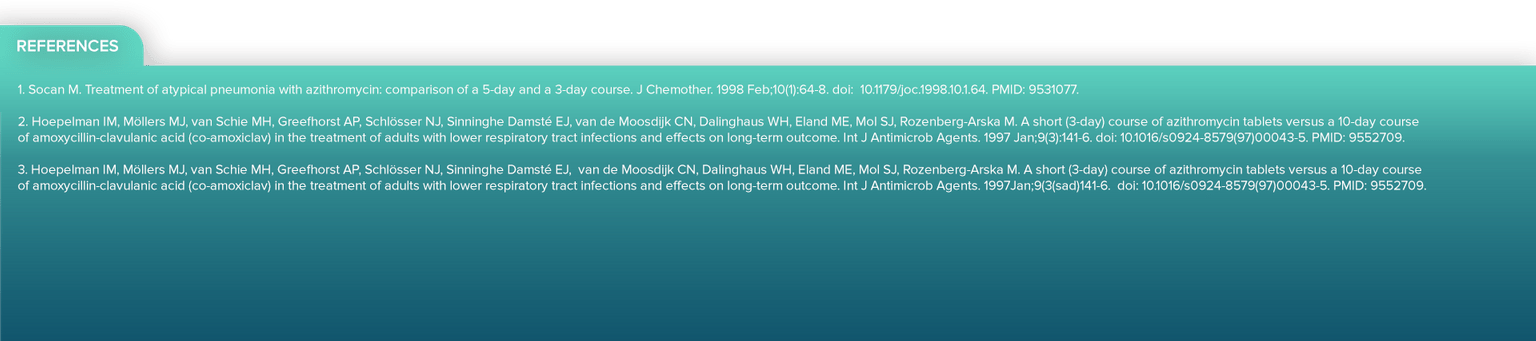 REFERENCES
1. Socan M. Treatment of atypical pneumonia with azithromycin: comparison of a 5-day and a 3-day course. J Chemother. 1998 Feb;10(1):64-8. doi:  10.1179/joc.1998.10.1.64. PMID: 9531077.
2. Hoepelman IM, Möllers MJ, van Schie MH, Greefhorst AP, Schlösser NJ, Sinninghe Damsté EJ, van de Moosdijk CN, Dalinghaus WH, Eland ME, Mol SJ, Rozenberg-Arska M. A short (3-day) course of azithromycin tablets versus a 10-day course
of amoxycillin-clavulanic acid (co-amoxiclav) in the treatment of adults with lower respiratory tract infections and effects on long-term outcome. Int J Antimicrob Agents. 1997 Jan;9(3):141-6. doi: 10.1016/s0924-8579(97)00043-5. PMID: 9552709.
3. Hoepelman IM, Möllers MJ, van Schie MH, Greefhorst AP, Schlösser NJ, Sinninghe Damsté EJ,  van de Moosdijk CN, Dalinghaus WH, Eland ME, Mol SJ, Rozenberg-Arska M. A short (3-day) course of azithromycin tablets versus a 10-day course
of amoxycillin-clavulanic acid (co-amoxiclav) in the treatment of adults with lower respiratory tract infections and effects on long-term outcome. Int J Antimicrob Agents. 1997Jan;9(3(sad)141-6.  doi: 10.1016/s0924-8579(97)00043-5. PMID: 9552709.